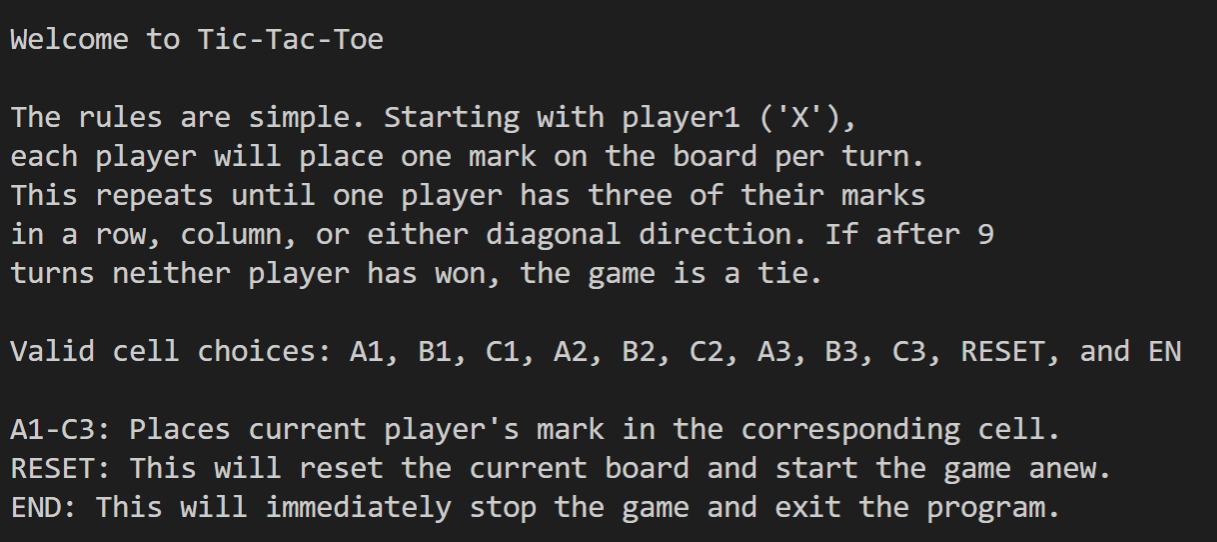 Welcome to Tic-Tac-Toe
The rules are simple. Starting with player1 ('X'),
each player will place one mark on the board per turn.
This repeats until one player has three of their marks
in a row, column, or either diagonal direction. If after 9
turns neither player has won, the game is a tie.
Valid cell choices: A1, B1, C1, A2, B2, C2, A3, B3, C3, RESET, and EN
A1-C3: Places current player's mark in the corresponding cell.
RESET: This will reset the current board and start the game anew.
END: This will immediately stop the game and exit the program.